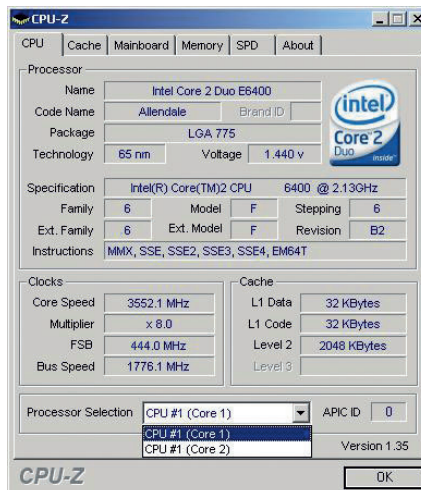 CPU-Z
CPU Cache Mainboard Memory SPD About
Processor
Name Intel Core 2 Duo E6400
Code Name Allendale Brand ID
Package LGA 775
Technology 65 nm Voltage 1.440 v
intel
Core 2
Duo inside
Specification Intel(R) Core(TM)2 CPU 6400 @ 2.13GHz
Family 6 Model F Stepping 6
Ext. Family 6 Ext. Model F Revision B2
Instructions MMX, SSE, SSE2, SSE3, SSE4, EM64T
Clocks
Core Speed 3552.1 MHz
Multiplier x 8.0
FSB 444.0 MHz
Bus Speed 1776.1 MHz
Cache
L1 Data 32 KBytes
L1 Code 32 KBytes
Level 2 2048 KBytes
Level 3
Processor Selection CPU #1 (Core 1) APIC ID 0
CPU #1 (Core 1)
CPU #1 (Core 2)
Version 1.35
CPU-Z
OK